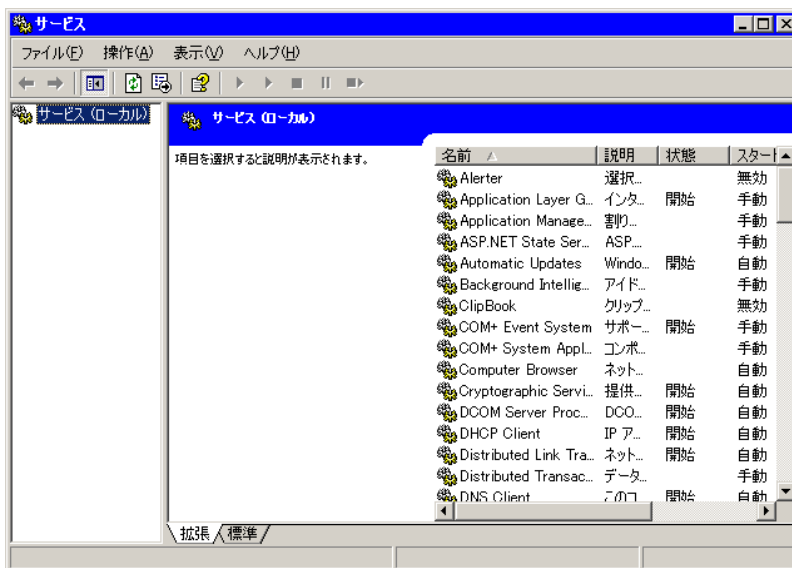 サービス
ファイル(F) 操作(A) 表示(V) ヘルプ(H)
サービス (ローカル)
サービス (ローカル)
項目を選択すると説明が表示されます。
名前 説明 状態 スタート
Alerter 選択... 無効
Application Layer G... インタ... 開始 手動
Application Manage... 割り... 手動
ASP.NET State Ser... ASP.... 手動
Automatic Updates Windo... 開始 自動
Background Intellig... アイド... 手動
ClipBook クリップ... 無効
COM+ Event System サポー... 開始 手動
COM+ System Appl... コンポ... 手動
Computer Browser ネット... 自動
Cryptographic Servi... 提供... 開始 自動
DCOM Server Proc... DCO... 開始 自動
DHCP Client IP ア... 開始 自動
Distributed Link Tra... ネット... 開始 自動
Distributed Transac... データ... 手動
DNS Client このコ 開始 自動
拡張 標準